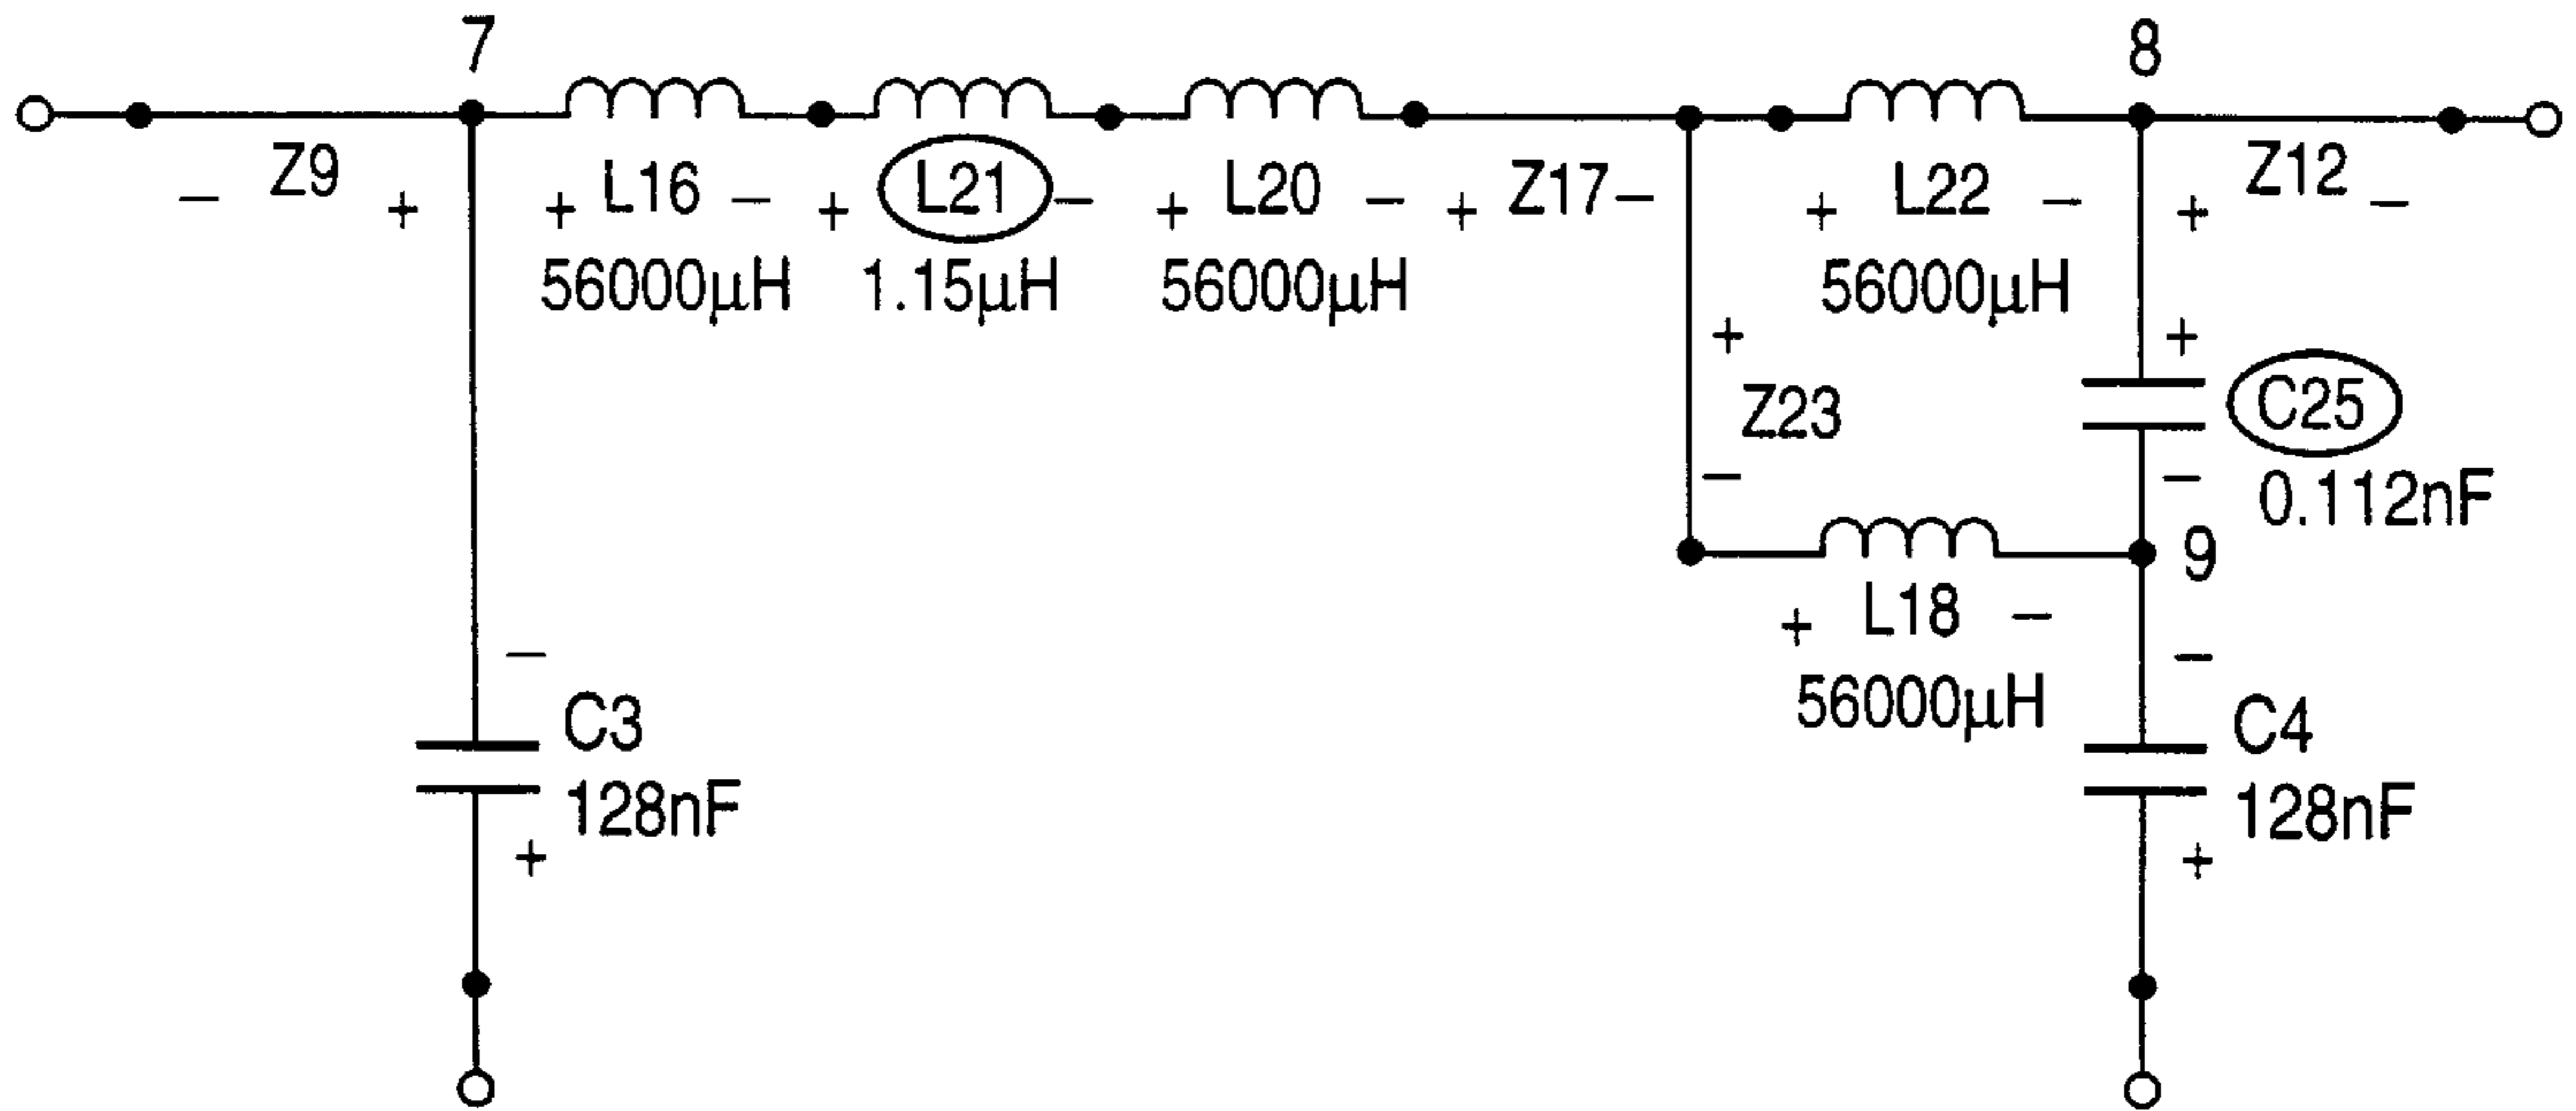 7
8
Z9
L16
L21
L20
Z17
L22
Z12
56000µH
1.15µH
56000µH
56000µH
Z23
C25
0.112nF
9
L18
56000µH
C3
128nF
C4
128nF